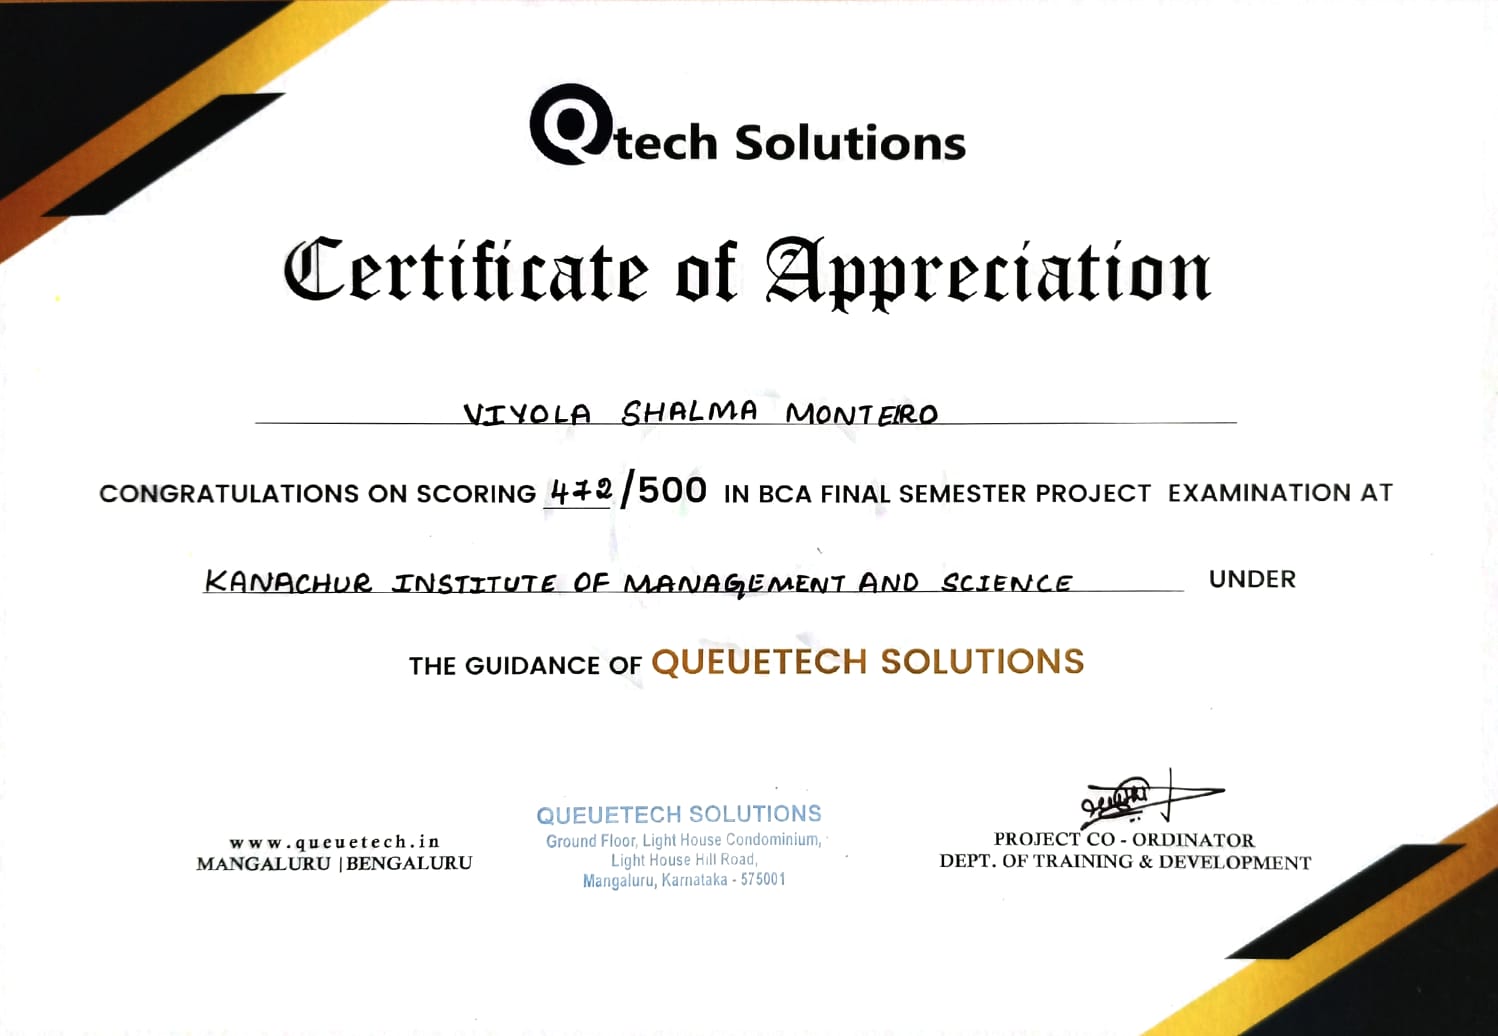 Qtech Solutions
Certificate of Appreciation
VIYOLA SHALMA MONTEIRO
CONGRATULATIONS ON SCORING 472/500 IN BCA FINAL SEMESTER PROJECT EXAMINATION AT
KANACHUR INSTITUTE OF MANAGEMENT AND SCIENCE UNDER
THE GUIDANCE OF QUEUETECH SOLUTIONS
www.queuetech.in
MANGALURU | BENGALURU
QUEUETECH SOLUTIONS
Ground Floor, Light House Condominium,
Light House Hill Road,
Mangaluru, Karnataka - 575001
PROJECT CO - ORDINATOR
DEPT. OF TRAINING & DEVELOPMENT